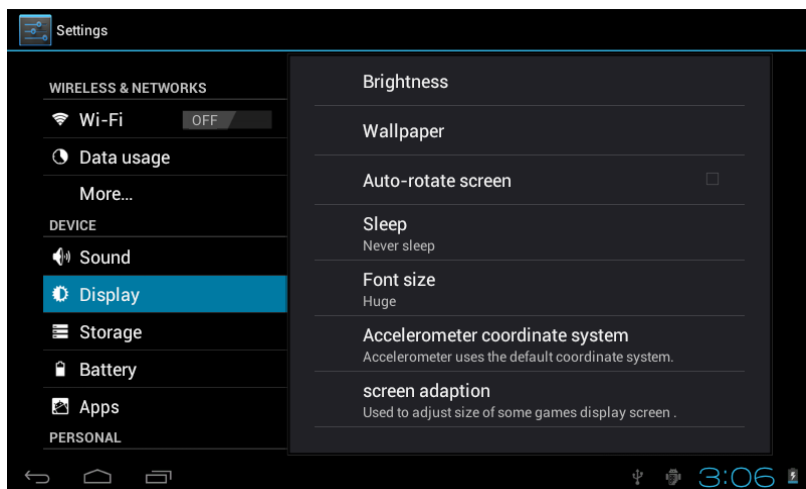 Settings
WIRELESS & NETWORKS
Wi-Fi OFF
Data usage
More...
DEVICE
Sound
Display
Storage
Battery
Apps
PERSONAL
Brightness
Wallpaper
Auto-rotate screen
Sleep
Never sleep
Font size
Huge
Accelerometer coordinate system
Accelerometer uses the default coordinate system.
screen adaption
Used to adjust size of some games display screen .
3:06